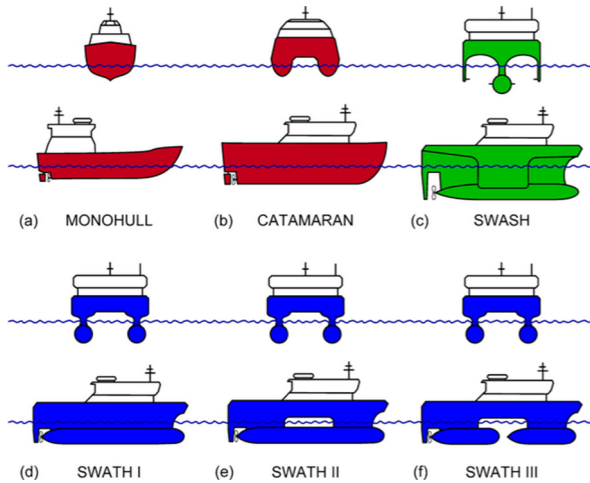 (a) MONOHULL
(b) CATAMARAN
(c) SWASH
(d) SWATH I
(e) SWATH II
(f) SWATH III